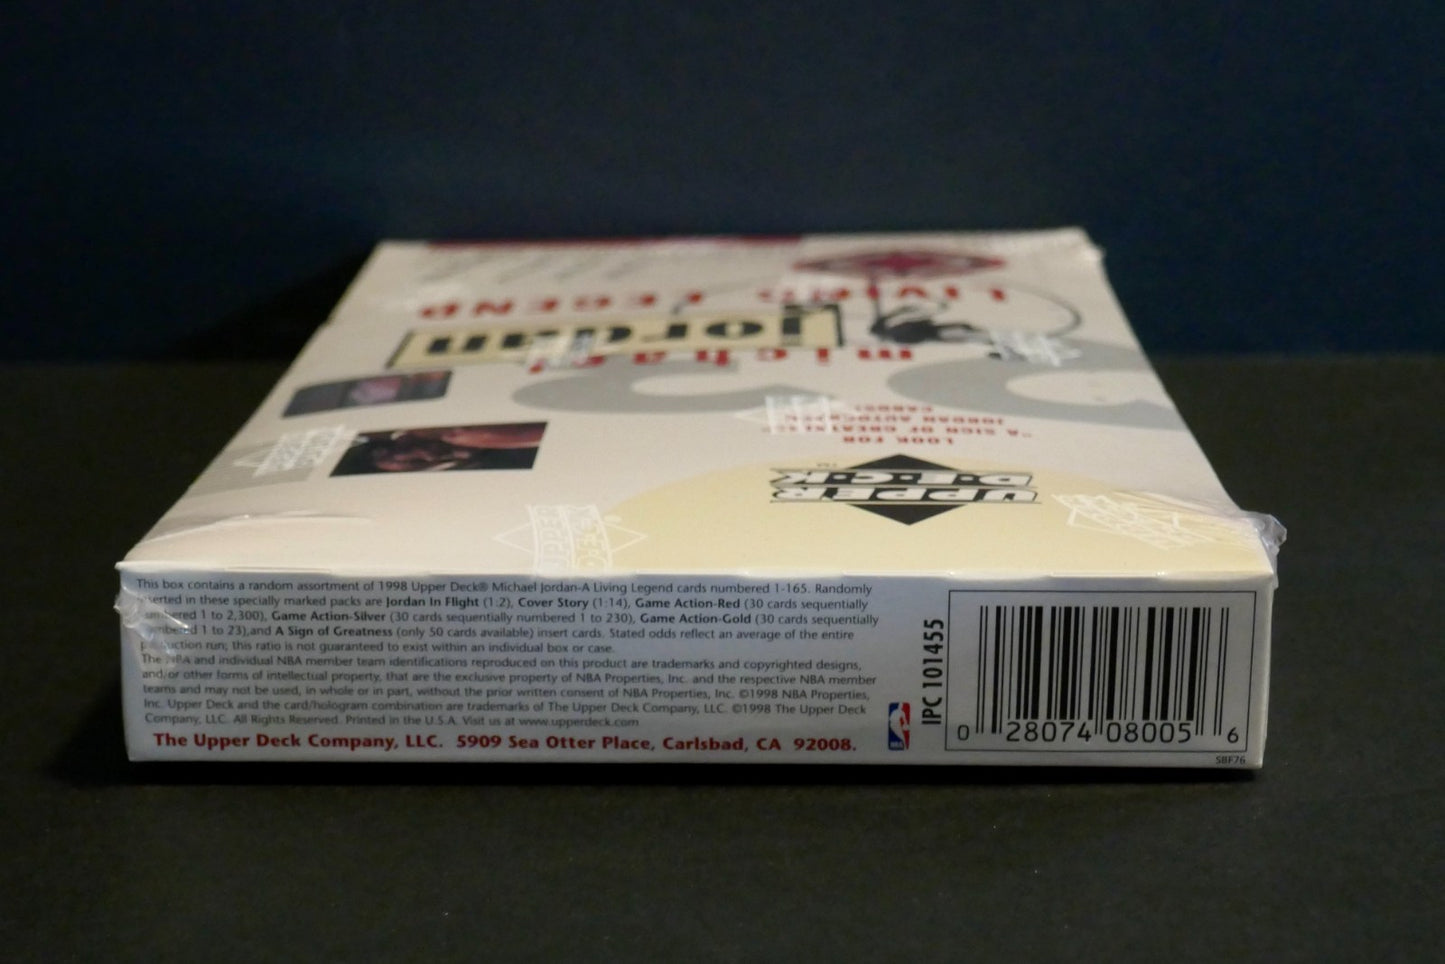 LIVING LEGEND
jordan
michael
"A SIGN OF GREATNESS"
JORDAN AUTOGRAPH
CARDS!
LOOK FOR
UPPER
D·E·C·K
TM
This box contains a random assortment of 1998 Upper Deck® Michael Jordan-A Living Legend cards numbered 1-165. Randomly
inserted in these specially marked packs are Jordan In Flight (1:2), Cover Story (1:14), Game Action-Red (30 cards sequentially
numbered 1 to 2,300), Game Action-Silver (30 cards sequentially numbered 1 to 230), Game Action-Gold (30 cards sequentially
numbered 1 to 23),and A Sign of Greatness (only 50 cards available) insert cards. Stated odds reflect an average of the entire
production run; this ratio is not guaranteed to exist within an individual box or case.
The NBA and individual NBA member team identifications reproduced on this product are trademarks and copyrighted designs,
and/or other forms of intellectual property, that are the exclusive property of NBA Properties, Inc. and the respective NBA member
teams and may not be used, in whole or in part, without the prior written consent of NBA Properties, Inc. ©1998 NBA Properties,
Inc. Upper Deck and the card/hologram combination are trademarks of The Upper Deck Company, LLC. ©1998 The Upper Deck
Company, LLC. All Rights Reserved. Printed in the U.S.A. Visit us at www.upperdeck.com
The Upper Deck Company, LLC. 5909 Sea Otter Place, Carlsbad, CA 92008.
NBA
IPC 101455
0 28074 08005 6
SBF76